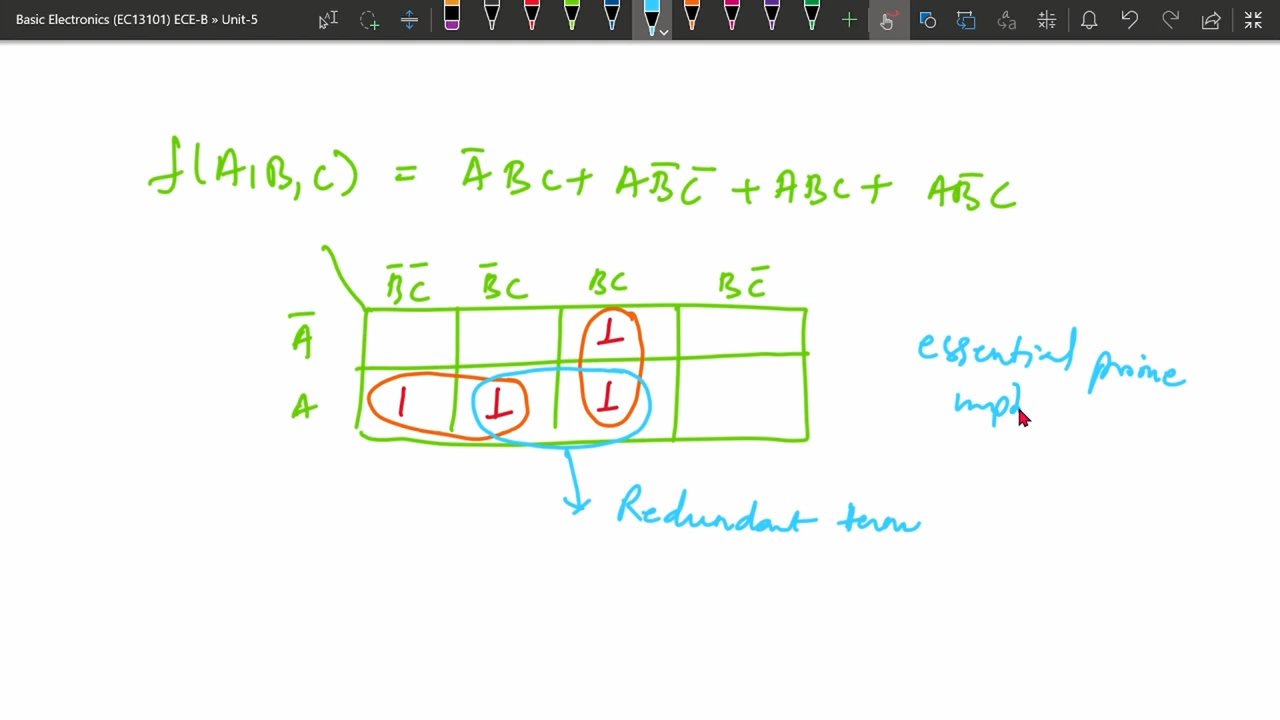 Basic Electronics (EC13101) ECE-B » Unit-5
f(A,B,C) = A̅BC + AB̅C̅ + ABC + AB̅C
B̅C̅ B̅C BC BC̅
A̅ 1
A 1 1 1
essential prime
impl
Redundant term